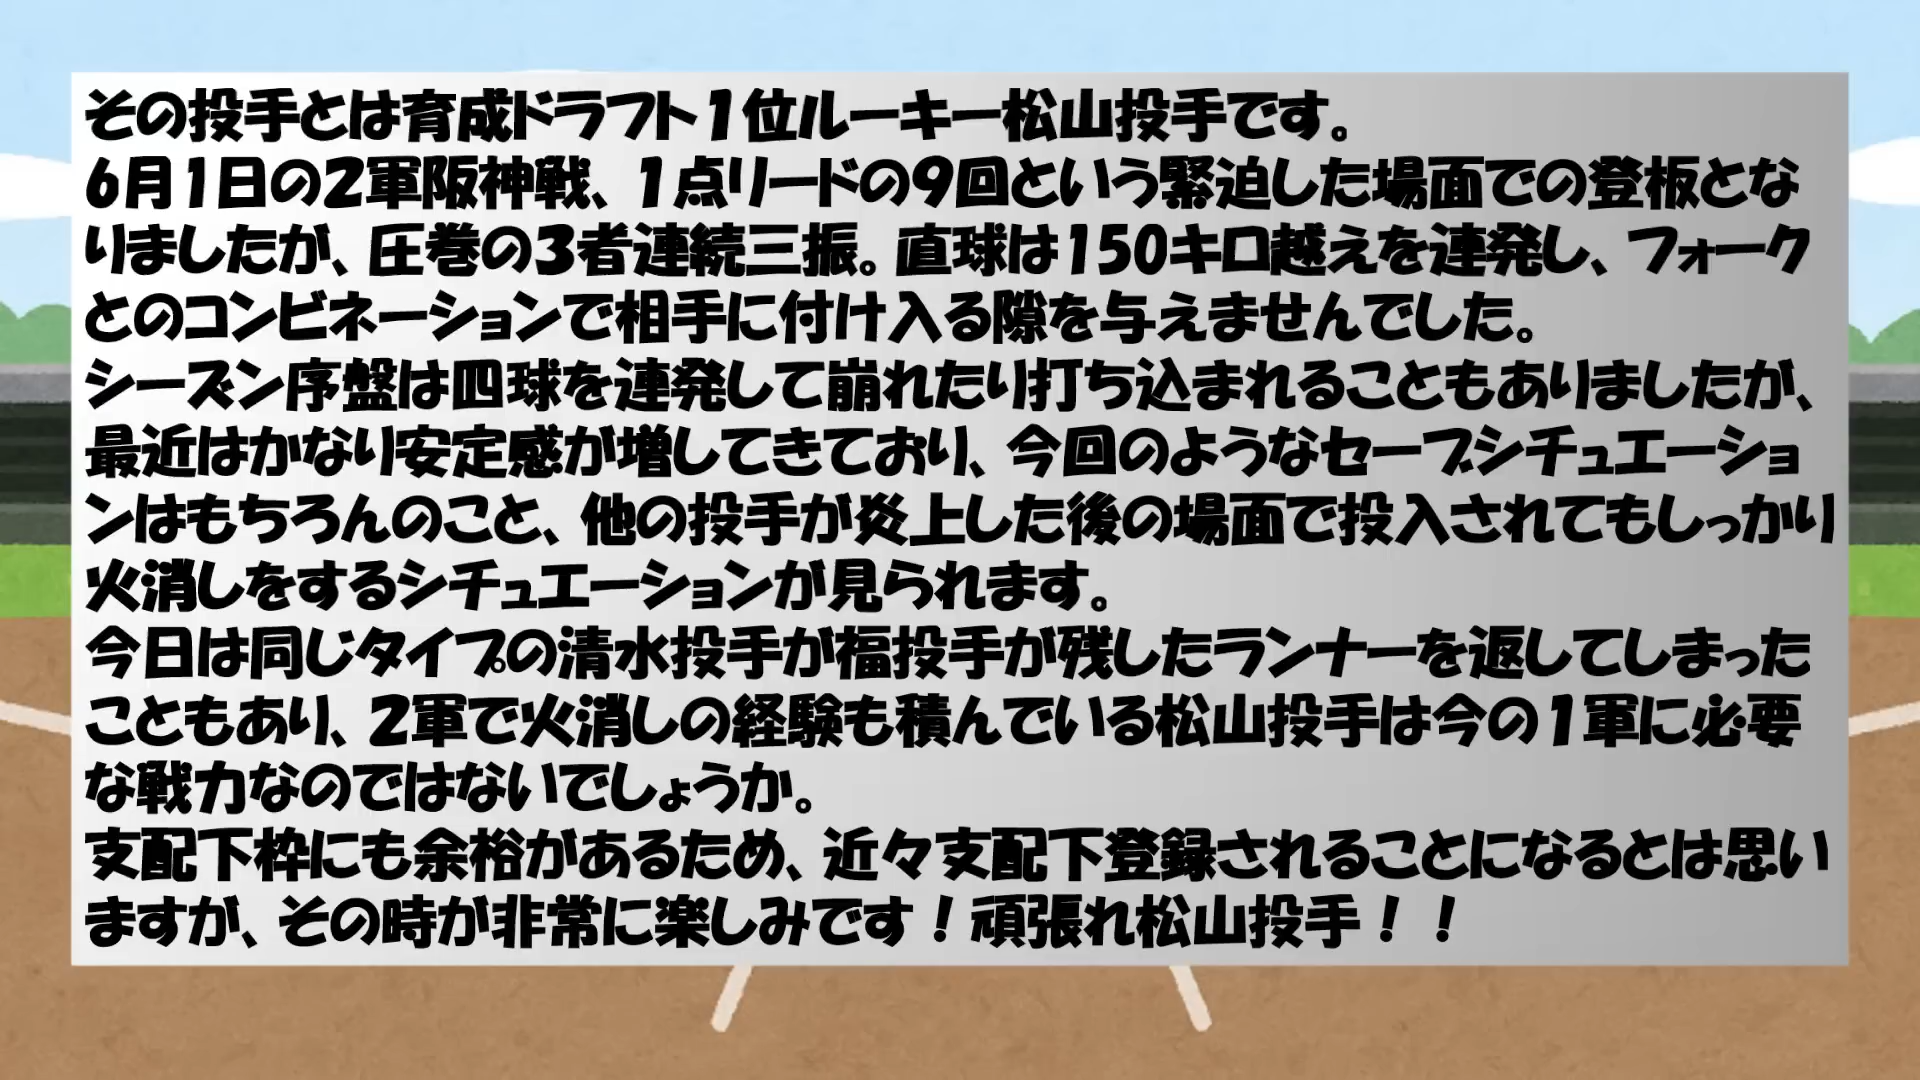 その投手とは育成ドラフト1位ルーキー松山投手です。
6月1日の2軍阪神戦、1点リードの9回という緊迫した場面での登板とな
りましたが、圧巻の3者連続三振。直球は150キロ越えを連発し、フォーク
とのコンビネーションで相手に付け入る隙を与えませんでした。
シーズン序盤は四球を連発して崩れたり打ち込まれることもありましたが、
最近はかなり安定感が増してきており、今回のようなセーブシチュエーショ
ンはもちろんのこと、他の投手が炎上した後の場面で投入されてもしっかり
火消しをするシチュエーションが見られます。
今日は同じタイプの清水投手が福投手が残したランナーを返してしまった
こともあり、2軍で火消しの経験も積んでいる松山投手は今の1軍に必要
な戦力なのではないでしょうか。
支配下枠にも余裕があるため、近々支配下登録されることになるとは思い
ますが、その時が非常に楽しみです！頑張れ松山投手！！